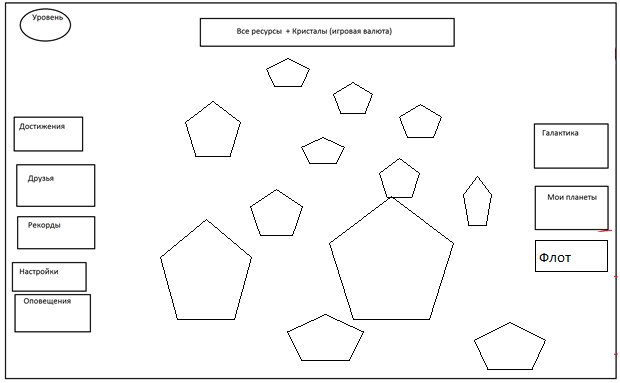 Уровень
Все ресурсы + Кристалы (игровая валюта)
Достижения
Друзья
Рекорды
Настройки
Оповещения
Галактика
Мои планеты
Флот